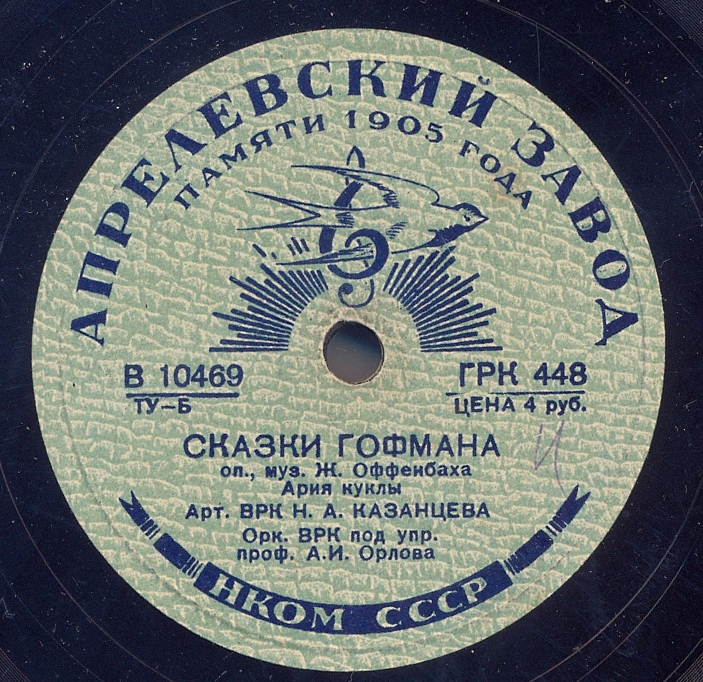 АПРЕЛЕВСКИЙ ЗАВОД
ПАМЯТИ 1905 ГОДА
В 10469
ТУ-Б
ГРК 448
ЦЕНА 4 руб.
СКАЗКИ ГОФМАНА
оп., муз. Ж. Оффенбаха
Ария куклы
Арт. ВРК Н. А. КАЗАНЦЕВА
Орк. ВРК под упр.
проф. А.И. Орлова
НКОМ СССР